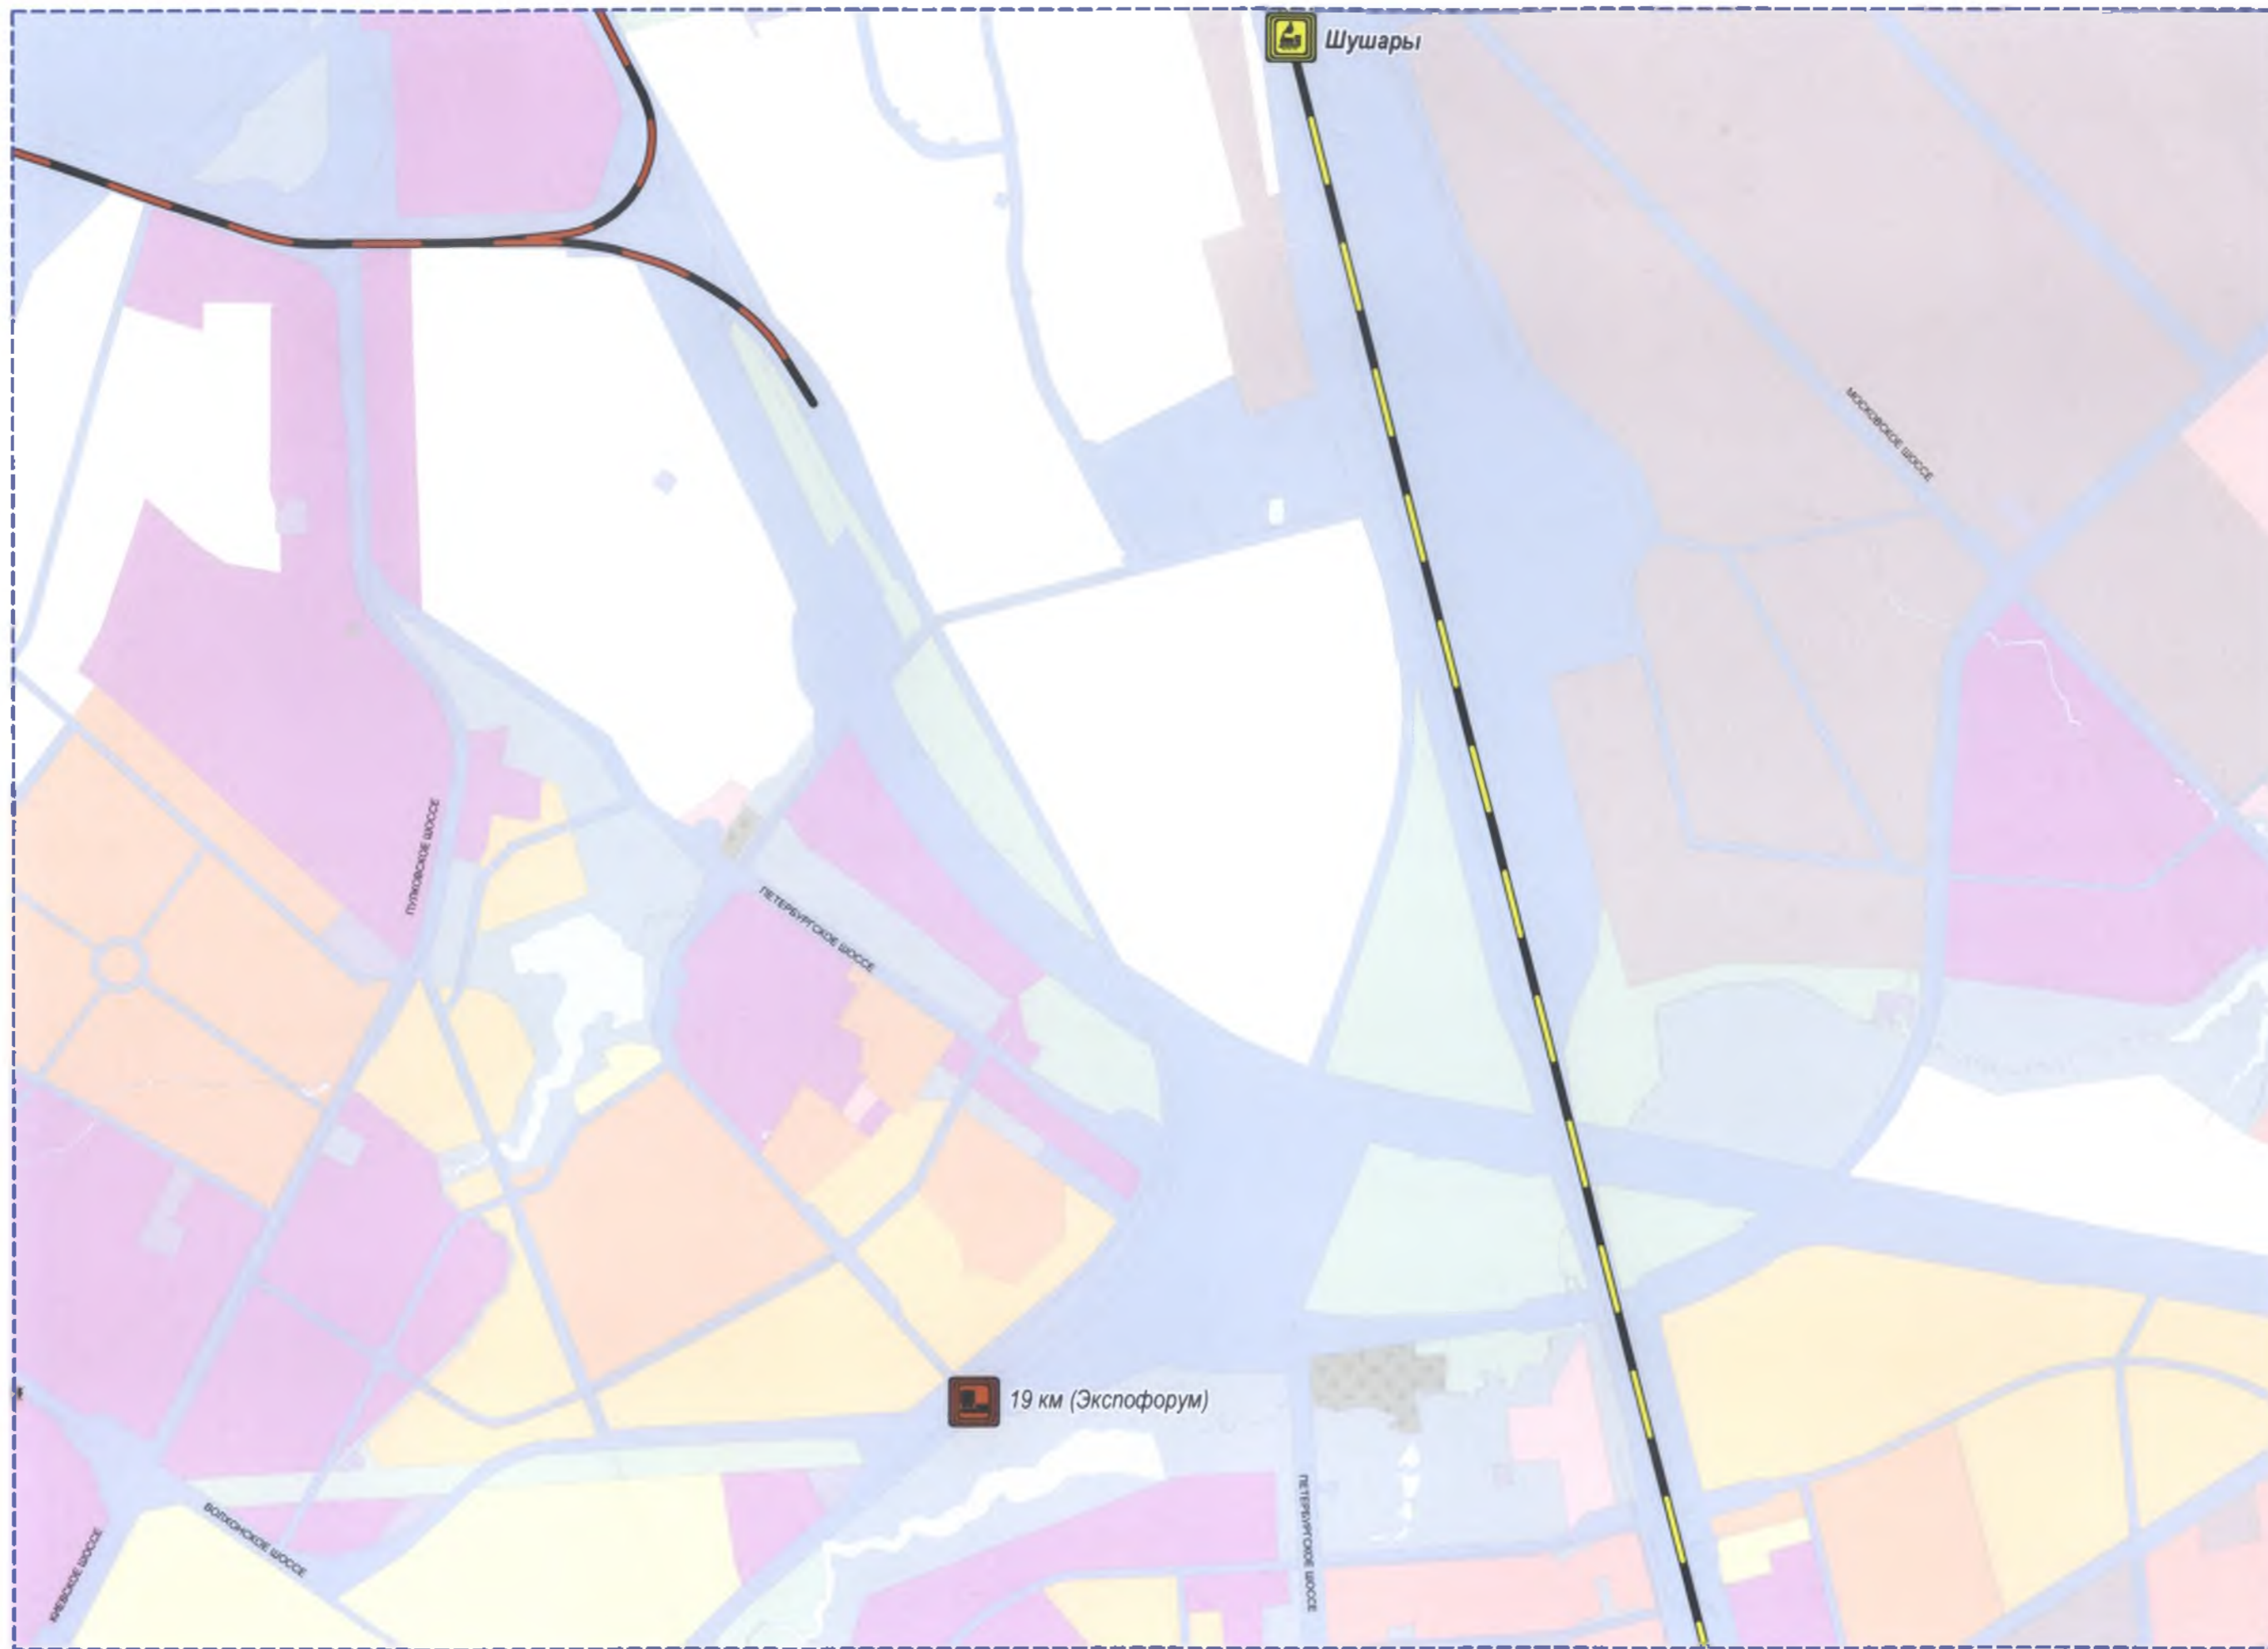 Шушары
МОСКОВСКОЕ ШОССЕ
ПУЛКОВСКОЕ ШОССЕ
ПЕТЕРБУРГСКОЕ ШОССЕ
19 км (Экспофорум)
ПЕТЕРБУРГСКОЕ ШОССЕ
ВОЛХОНСКОЕ ШОССЕ
КИЕВСКОЕ ШОССЕ